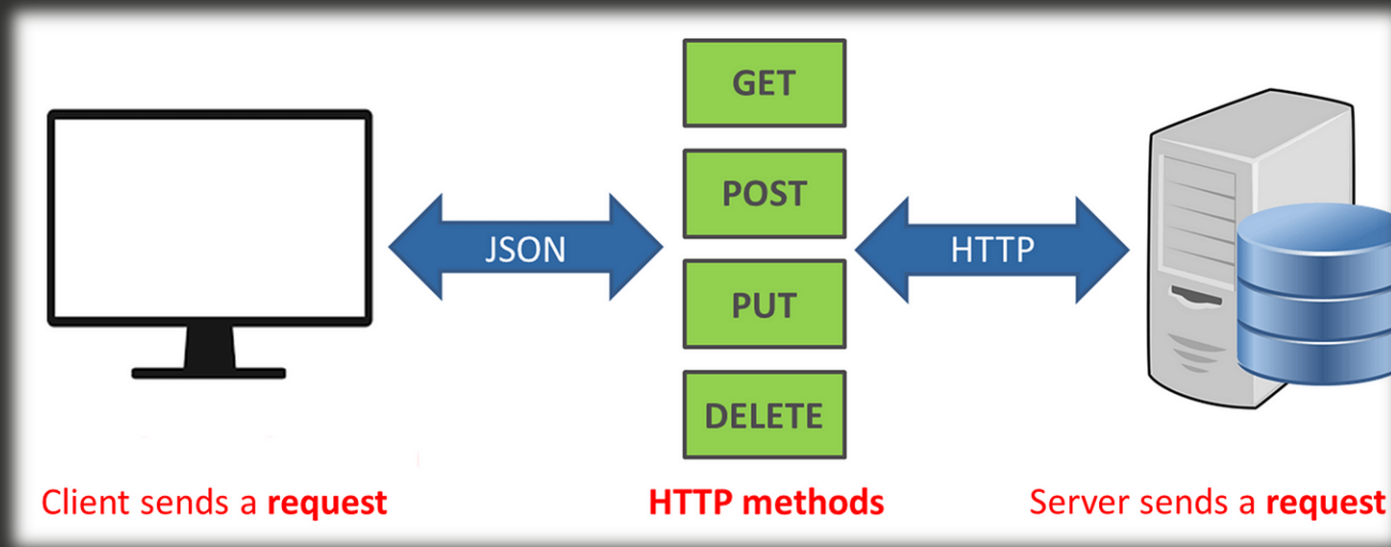 GET
POST
JSON
HTTP
PUT
DELETE
Client sends a request
HTTP methods
Server sends a request